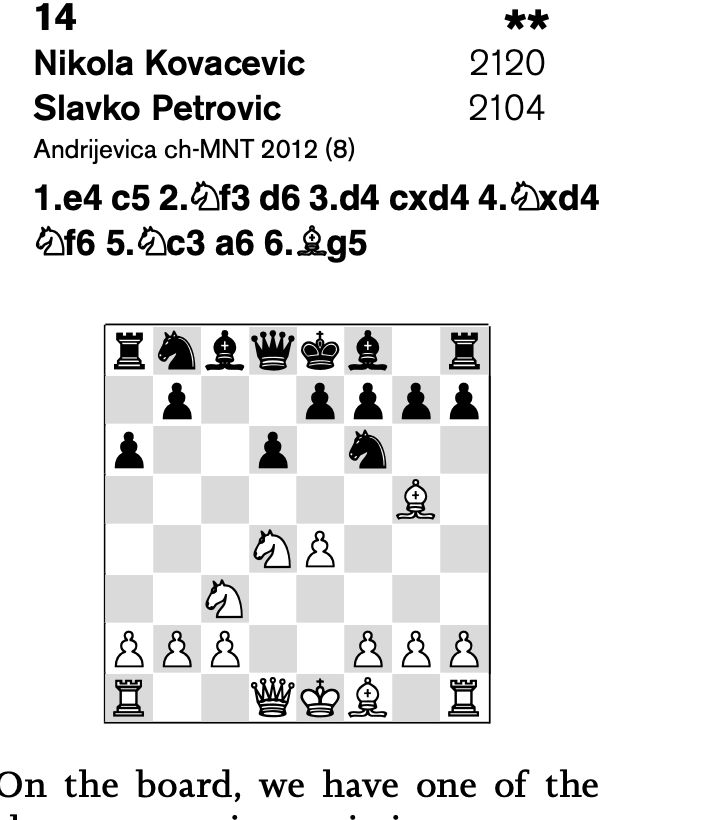 14 **
Nikola Kovacevic 2120
Slavko Petrovic 2104
Andrijevica ch-MNT 2012 (8)
1.e4 c5 2.♘f3 d6 3.d4 cxd4 4.♘xd4
♘f6 5.♘c3 a6 6.♗g5
On the board, we have one of the